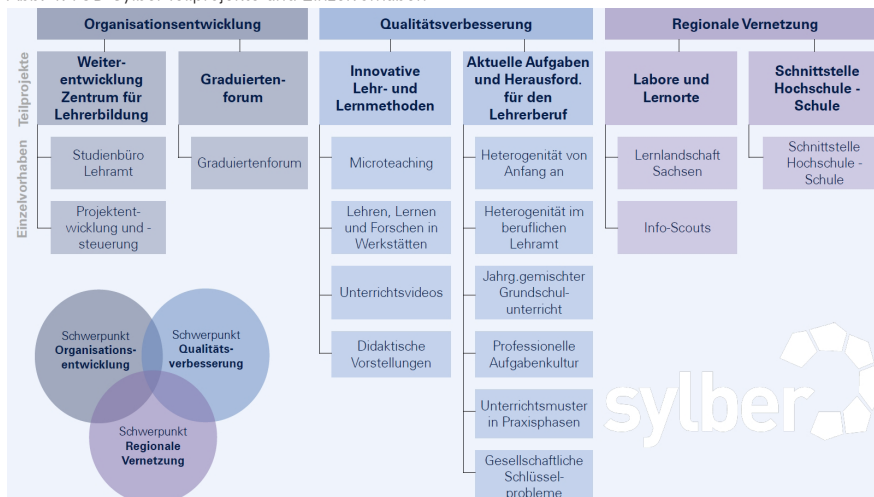 Organisationsentwicklung
Qualitätsverbesserung
Regionale Vernetzung
Teilprojekte
Weiter-
entwicklung
Zentrum für
Lehrerbildung
Graduierten-
forum
Innovative
Lehr- und
Lernmethoden
Aktuelle Aufgaben
und Herausford.
für den
Lehrerberuf
Labore und
Lernorte
Schnittstelle
Hochschule -
Schule
Einzelvorhaben
Studienbüro
Lehramt
Projektent-
wicklung und -
steuerung
Graduiertenforum
Microteaching
Lehren, Lernen
und Forschen in
Werkstätten
Unterrichtsvideos
Didaktische
Vorstellungen
Heterogenität von
Anfang an
Heterogenität im
beruflichen
Lehramt
Jahrg.gemischter
Grundschul-
unterricht
Professionelle
Aufgabenkultur
Unterrichtsmuster
in Praxisphasen
Gesellschaftliche
Schlüssel-
probleme
Lernlandschaft
Sachsen
Info-Scouts
Schnittstelle
Hochschule -
Schule
Schwerpunkt
Organisations-
entwicklung
Schwerpunkt
Qualitäts-
verbesserung
Schwerpunkt
Regionale
Vernetzung
sylber